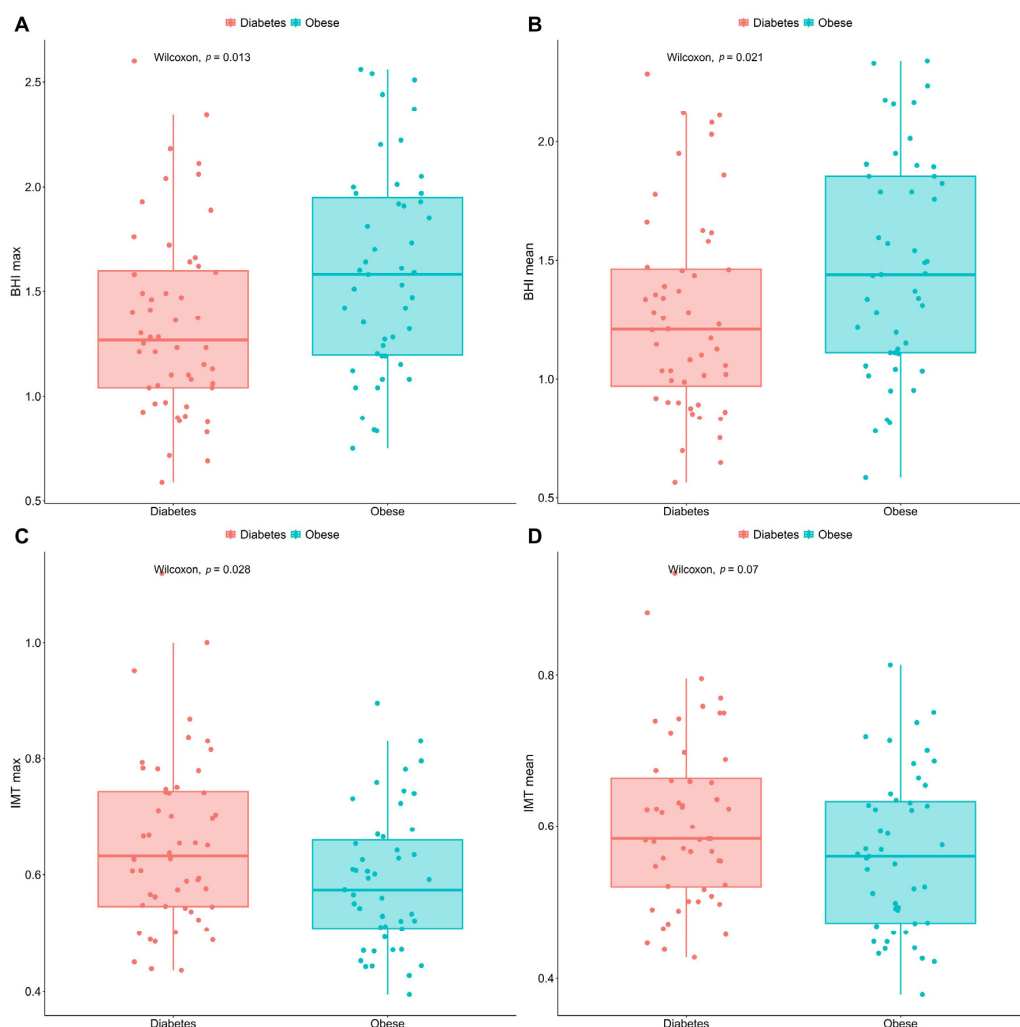 A
Diabetes Obese
Wilcoxon, p = 0.013
BHI max
2.5
2.0
1.5
1.0
0.5
Diabetes Obese
B
Diabetes Obese
Wilcoxon, p = 0.021
BHI mean
2.0
1.5
1.0
0.5
Diabetes Obese
C
Diabetes Obese
Wilcoxon, p = 0.028
IMT max
1.0
0.8
0.6
0.4
Diabetes Obese
D
Diabetes Obese
Wilcoxon, p = 0.07
IMT mean
0.8
0.6
0.4
Diabetes Obese